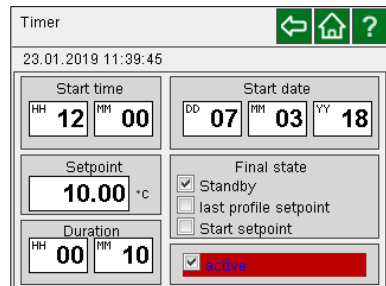 Timer
?
23.01.2019 11:39:45
Start time
HH 12 MM 00
Start date
DD 07 MM 03 YY 18
Setpoint
10.00 °C
Final state
Standby
last profile setpoint
Start setpoint
Duration
HH 00 MM 10
active